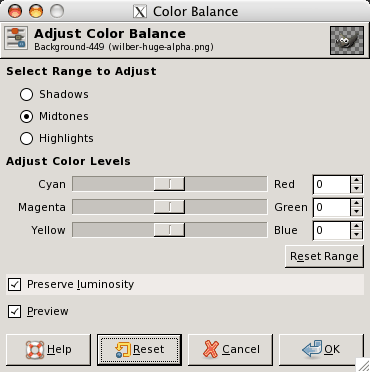 Color Balance
Adjust Color Balance
Background-449 (wilber-huge-alpha.png)
Select Range to Adjust
Shadows
Midtones
Highlights
Adjust Color Levels
Cyan Red 0
Magenta Green 0
Yellow Blue 0
Reset Range
Preserve luminosity
Preview
Help Reset Cancel OK